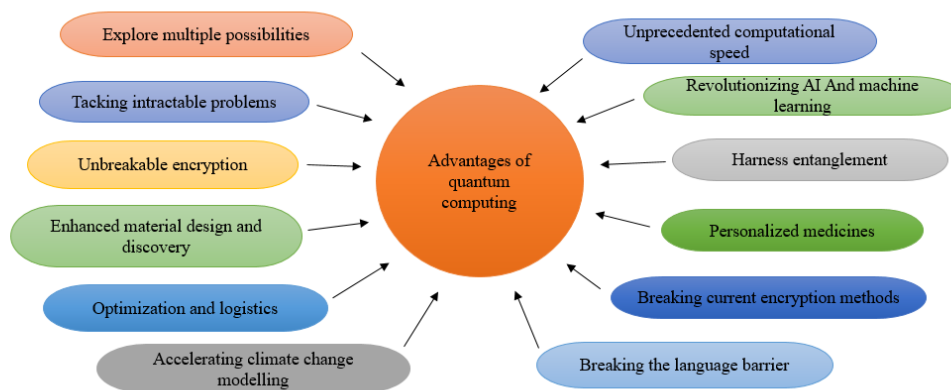 Explore multiple possibilities
Tacking intractable problems
Unbreakable encryption
Enhanced material design and
discovery
Optimization and logistics
Accelerating climate change
modelling
Advantages of
quantum
computing
Unprecedented computational
speed
Revolutionizing AI And machine
learning
Harness entanglement
Personalized medicines
Breaking current encryption methods
Breaking the language barrier